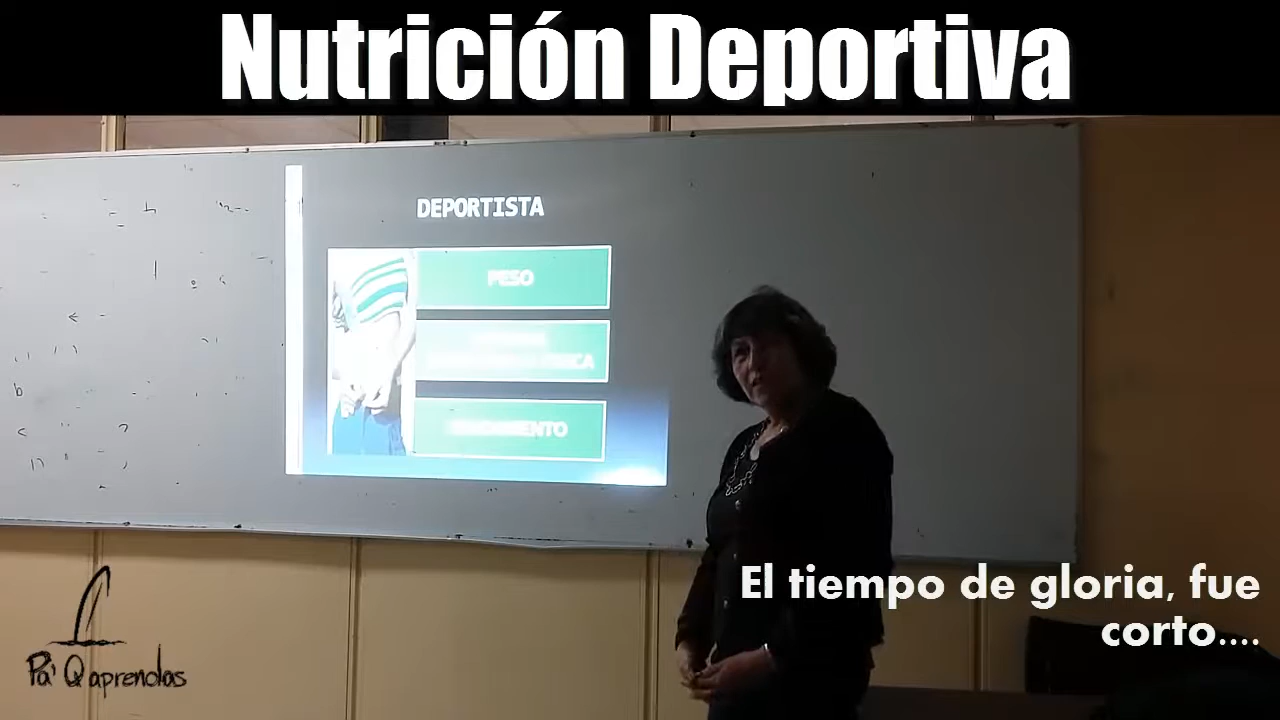 Nutrición Deportiva
DEPORTISTA
PESO
El tiempo de gloria, fue
corto....
Pa' Q aprendas